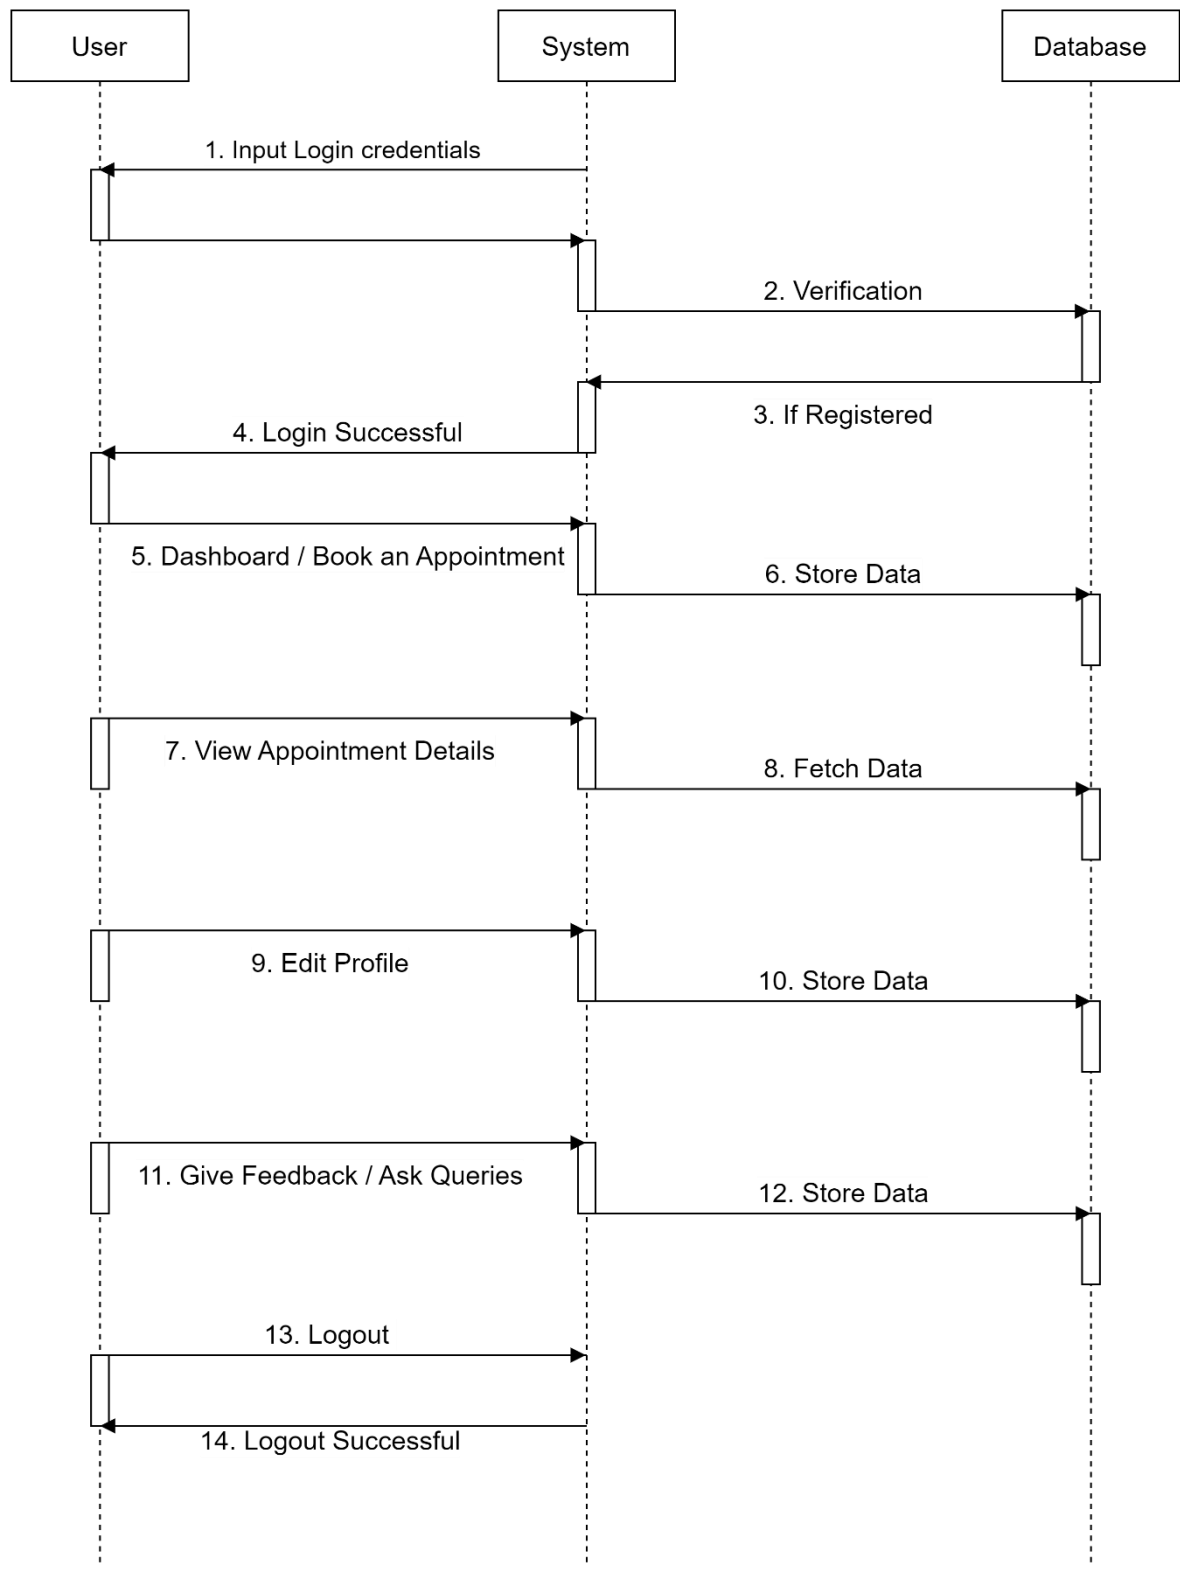 User
System
Database
1. Input Login credentials
2. Verification
3. If Registered
4. Login Successful
5. Dashboard / Book an Appointment
6. Store Data
7. View Appointment Details
8. Fetch Data
9. Edit Profile
10. Store Data
11. Give Feedback / Ask Queries
12. Store Data
13. Logout
14. Logout Successful